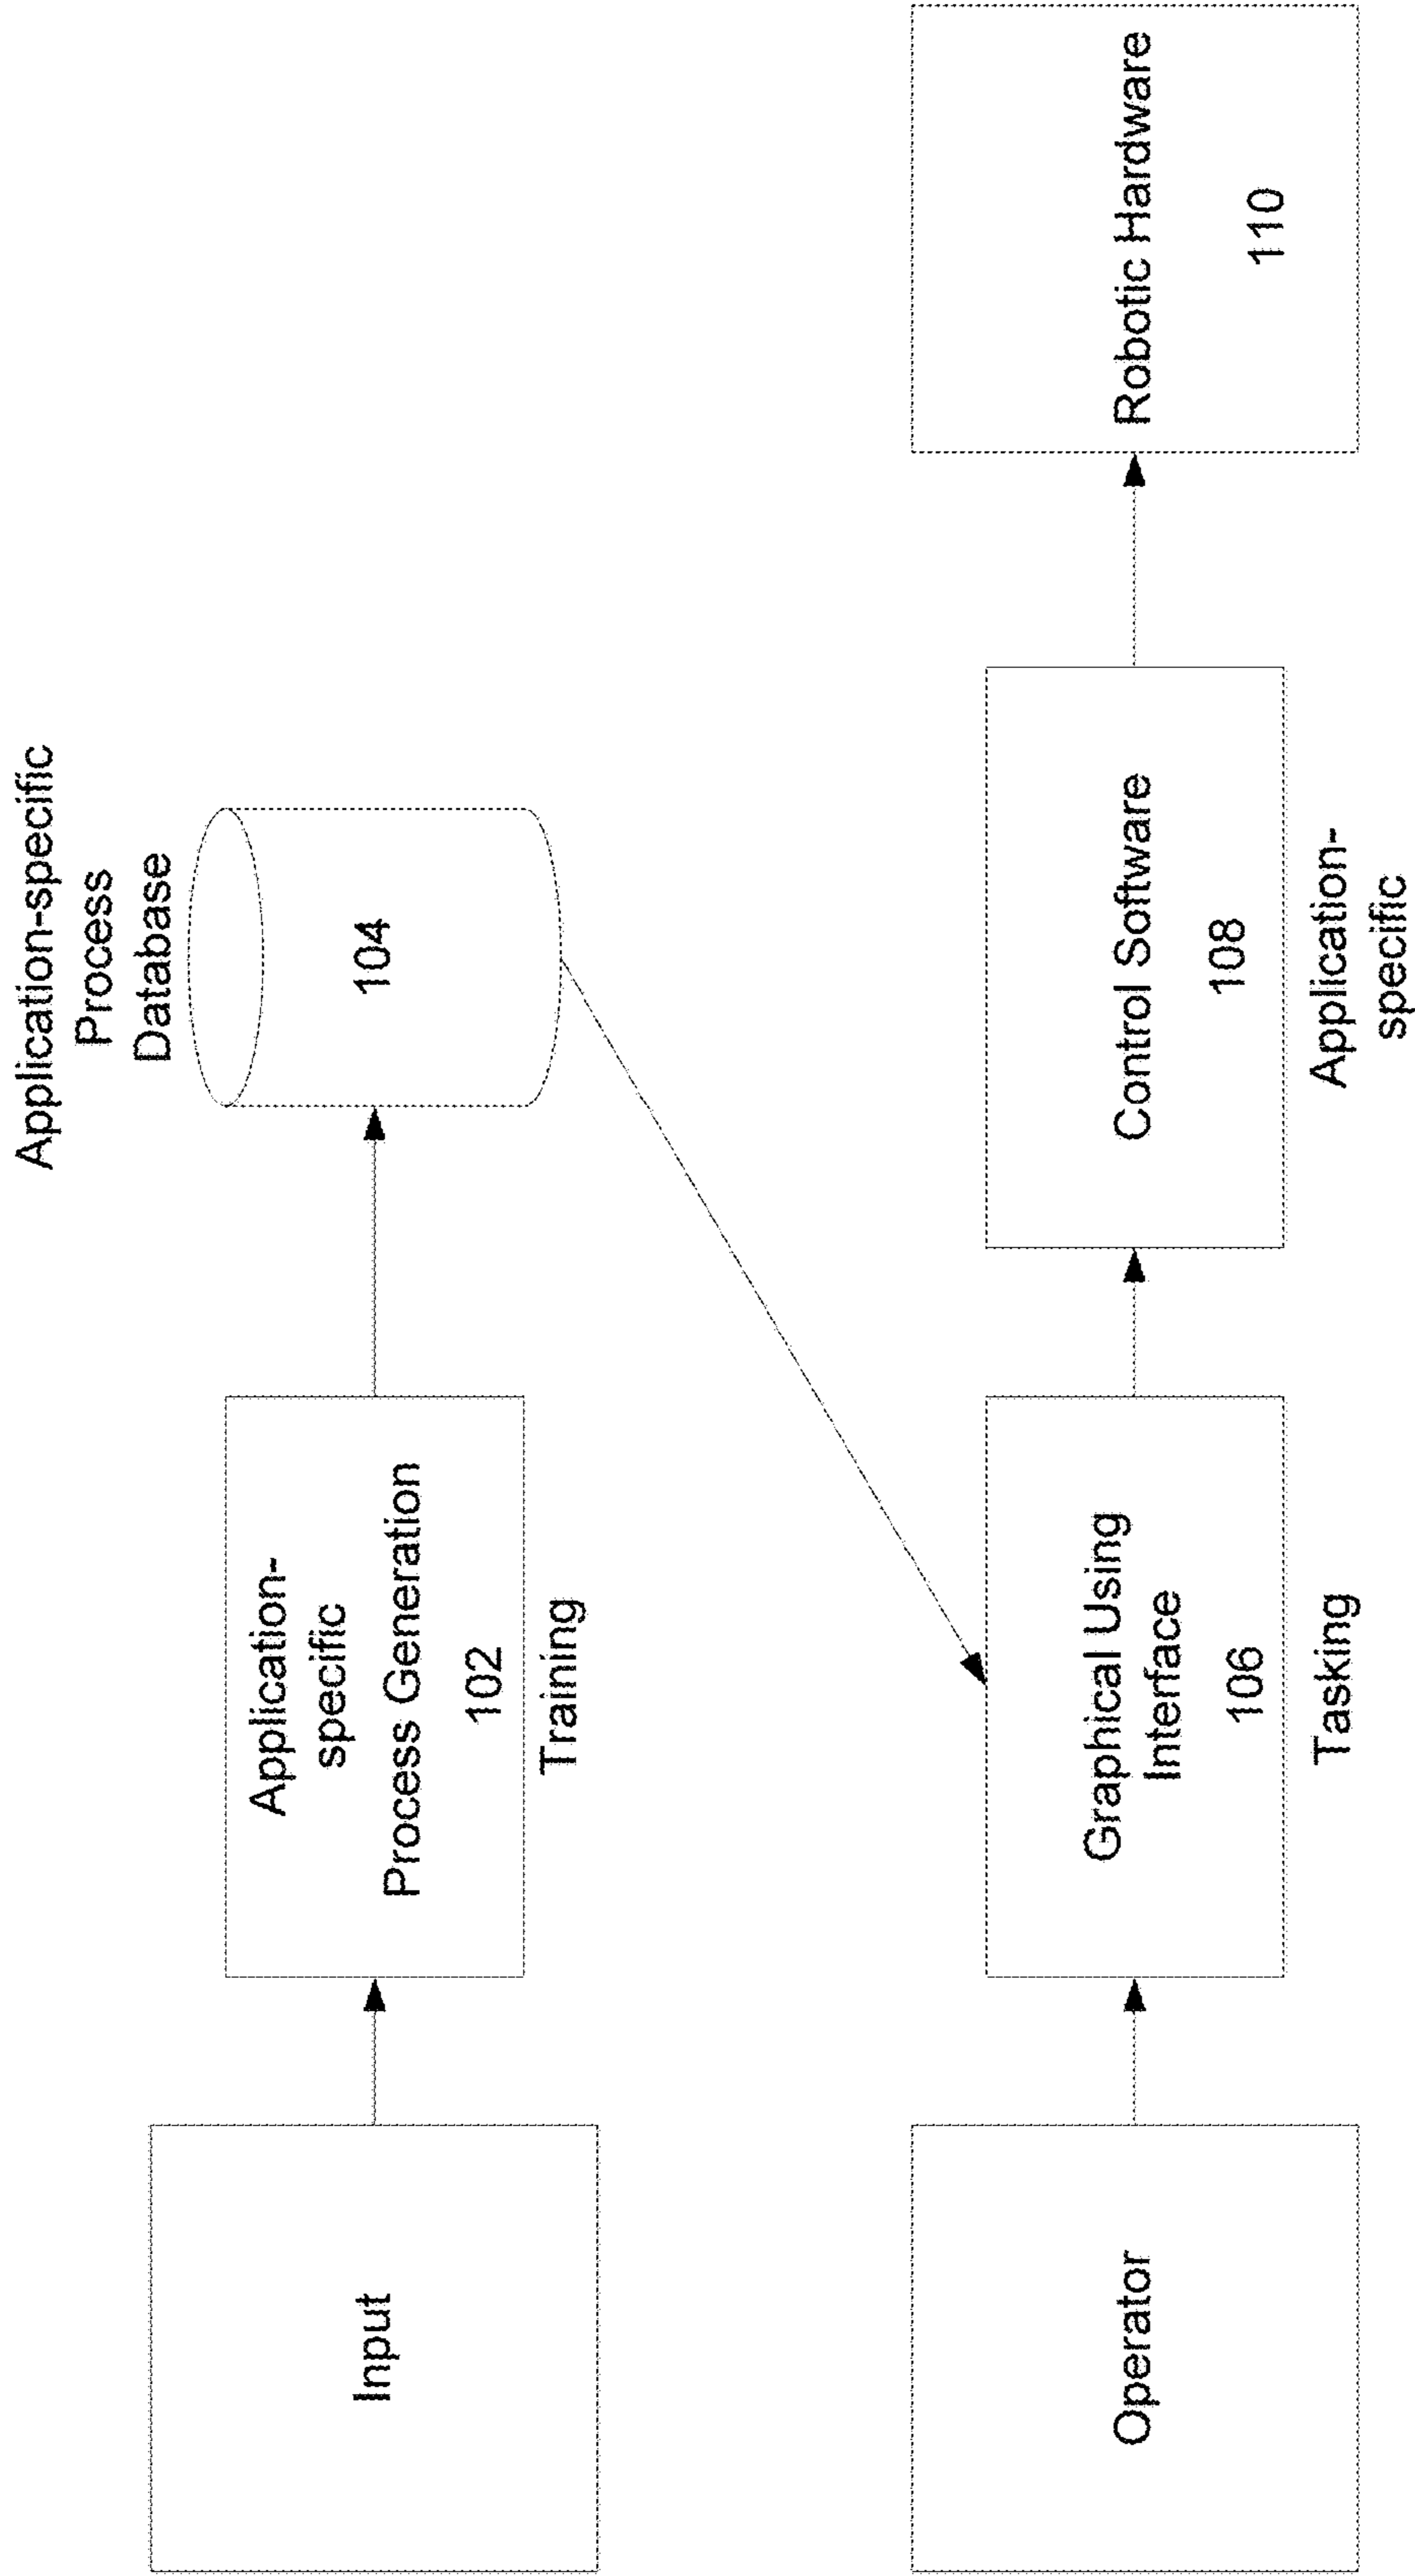 Input
Application-
specific
Process Generation
102
Training
Application-specific
Process
Database
104
Operator
Graphical Using
Interface
106
Tasking
Control Software
108
Application-
specific
Robotic Hardware
110